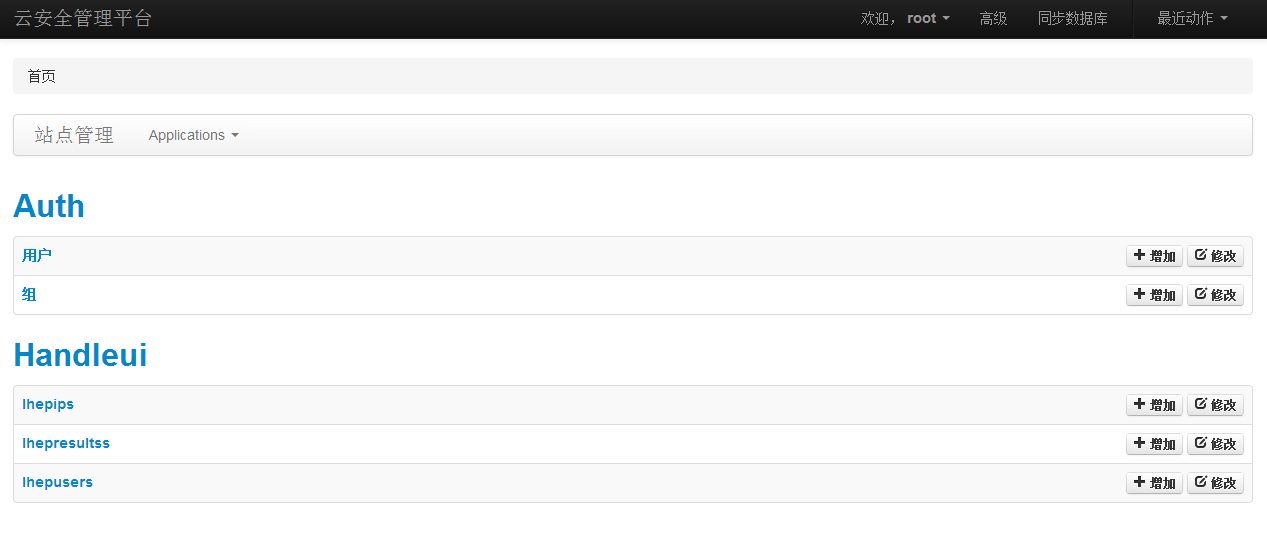 云安全管理平台 欢迎， root 高级 同步数据库 最近动作
首页
站点管理 Applications
Auth
用户 增加 修改
组 增加 修改
Handleui
Ihepips 增加 修改
Ihepresultss 增加 修改
Ihepusers 增加 修改